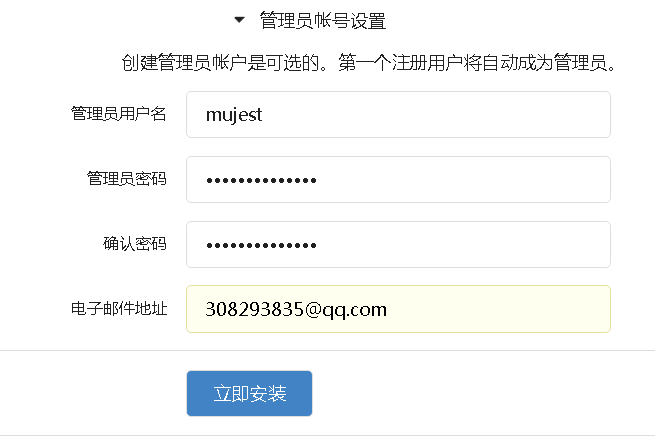 管理员帐号设置
创建管理员帐户是可选的。第一个注册用户将自动成为管理员。
管理员用户名 mujest
管理员密码 ••••••••••••••
确认密码 ••••••••••••••
电子邮件地址 308293835@qq.com
立即安装